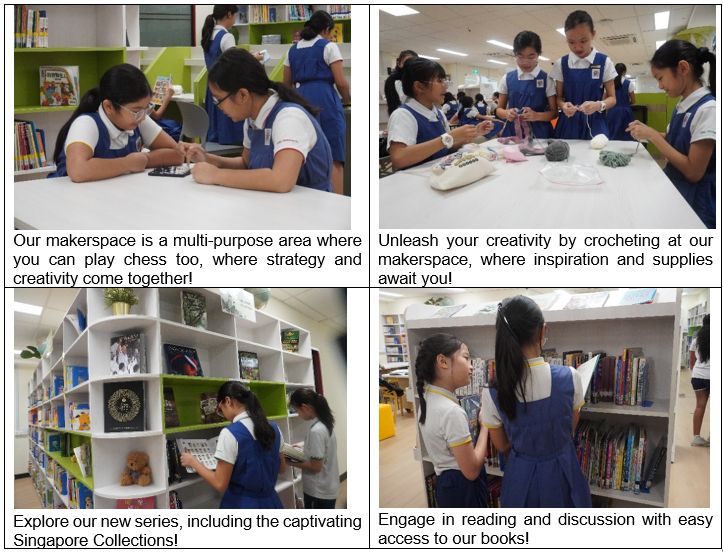 Our makerspace is a multi-purpose area where
you can play chess too, where strategy and
creativity come together!
Unleash your creativity by crocheting at our
makerspace, where inspiration and supplies
await you!
Explore our new series, including the captivating
Singapore Collections!
Engage in reading and discussion with easy
access to our books!